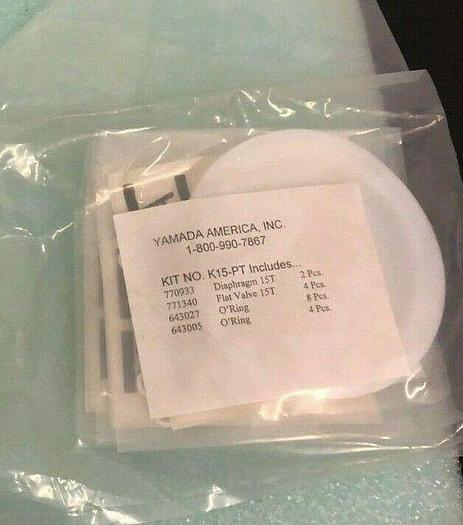 YAMADA AMERICA, INC.
1-800-990-7867
KIT NO. K15-PT Includes...
770933 Diaphragm 15T 2 Pcs.
771340 Flat Valve 15T 4 Pcs.
643027 O'Ring 8 Pcs.
643005 O'Ring 4 Pcs.